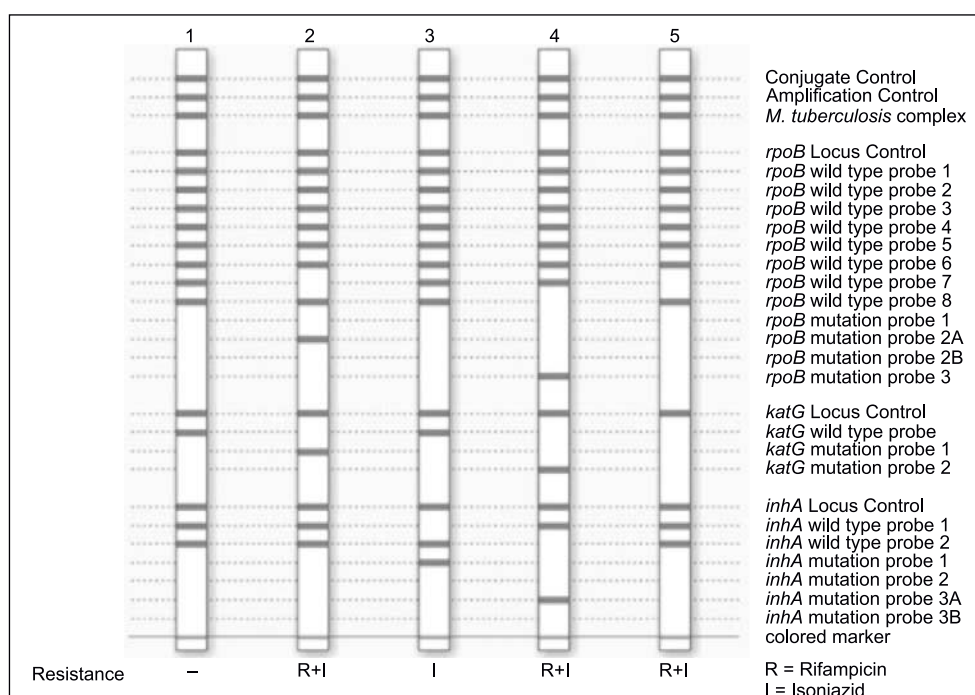 1 2 3 4 5
Conjugate Control
Amplification Control
M. tuberculosis complex
rpoB Locus Control
rpoB wild type probe 1
rpoB wild type probe 2
rpoB wild type probe 3
rpoB wild type probe 4
rpoB wild type probe 5
rpoB wild type probe 6
rpoB wild type probe 7
rpoB wild type probe 8
rpoB mutation probe 1
rpoB mutation probe 2A
rpoB mutation probe 2B
rpoB mutation probe 3
katG Locus Control
katG wild type probe
katG mutation probe 1
katG mutation probe 2
inhA Locus Control
inhA wild type probe 1
inhA wild type probe 2
inhA mutation probe 1
inhA mutation probe 2
inhA mutation probe 3A
inhA mutation probe 3B
colored marker
Resistance – R+I I R+I R+I R = Rifampicin
I = Isoniazid